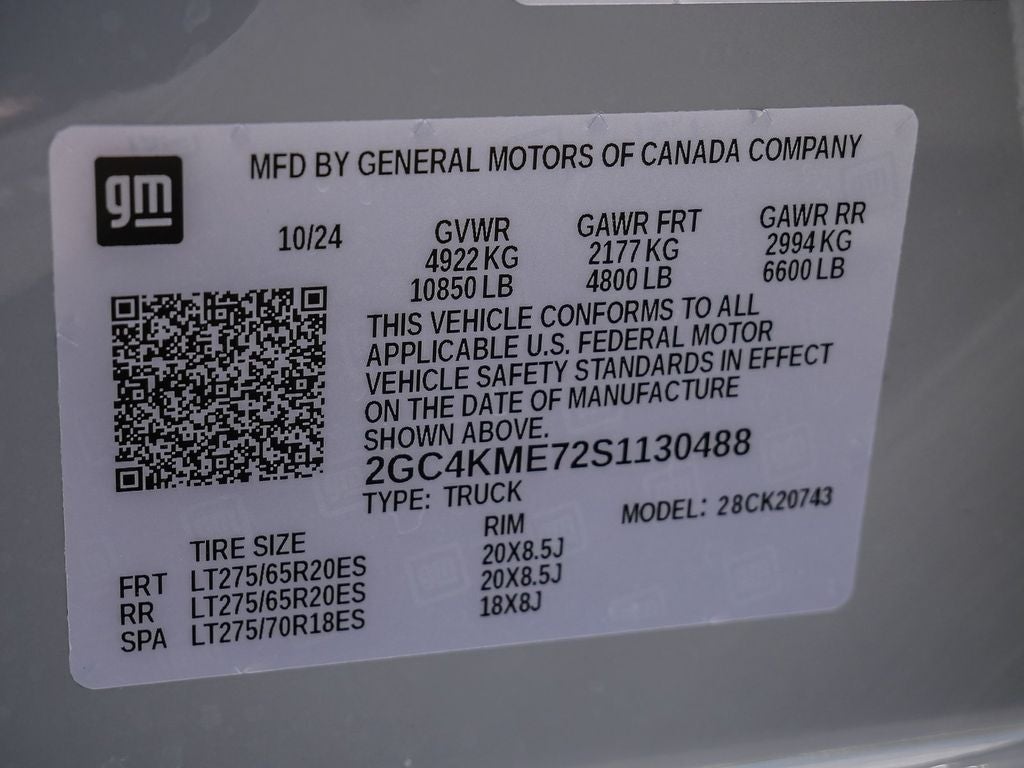 gm
MFD BY GENERAL MOTORS OF CANADA COMPANY
10/24 GVWR GAWR FRT GAWR RR
4922 KG 2177 KG 2994 KG
10850 LB 4800 LB 6600 LB
THIS VEHICLE CONFORMS TO ALL
APPLICABLE U.S. FEDERAL MOTOR
VEHICLE SAFETY STANDARDS IN EFFECT
ON THE DATE OF MANUFACTURE
SHOWN ABOVE.
2GC4KME72S1130488
TYPE: TRUCK MODEL: 28CK20743
TIRE SIZE RIM
FRT LT275/65R20ES 20X8.5J
RR LT275/65R20ES 20X8.5J
SPA LT275/70R18ES 18X8J